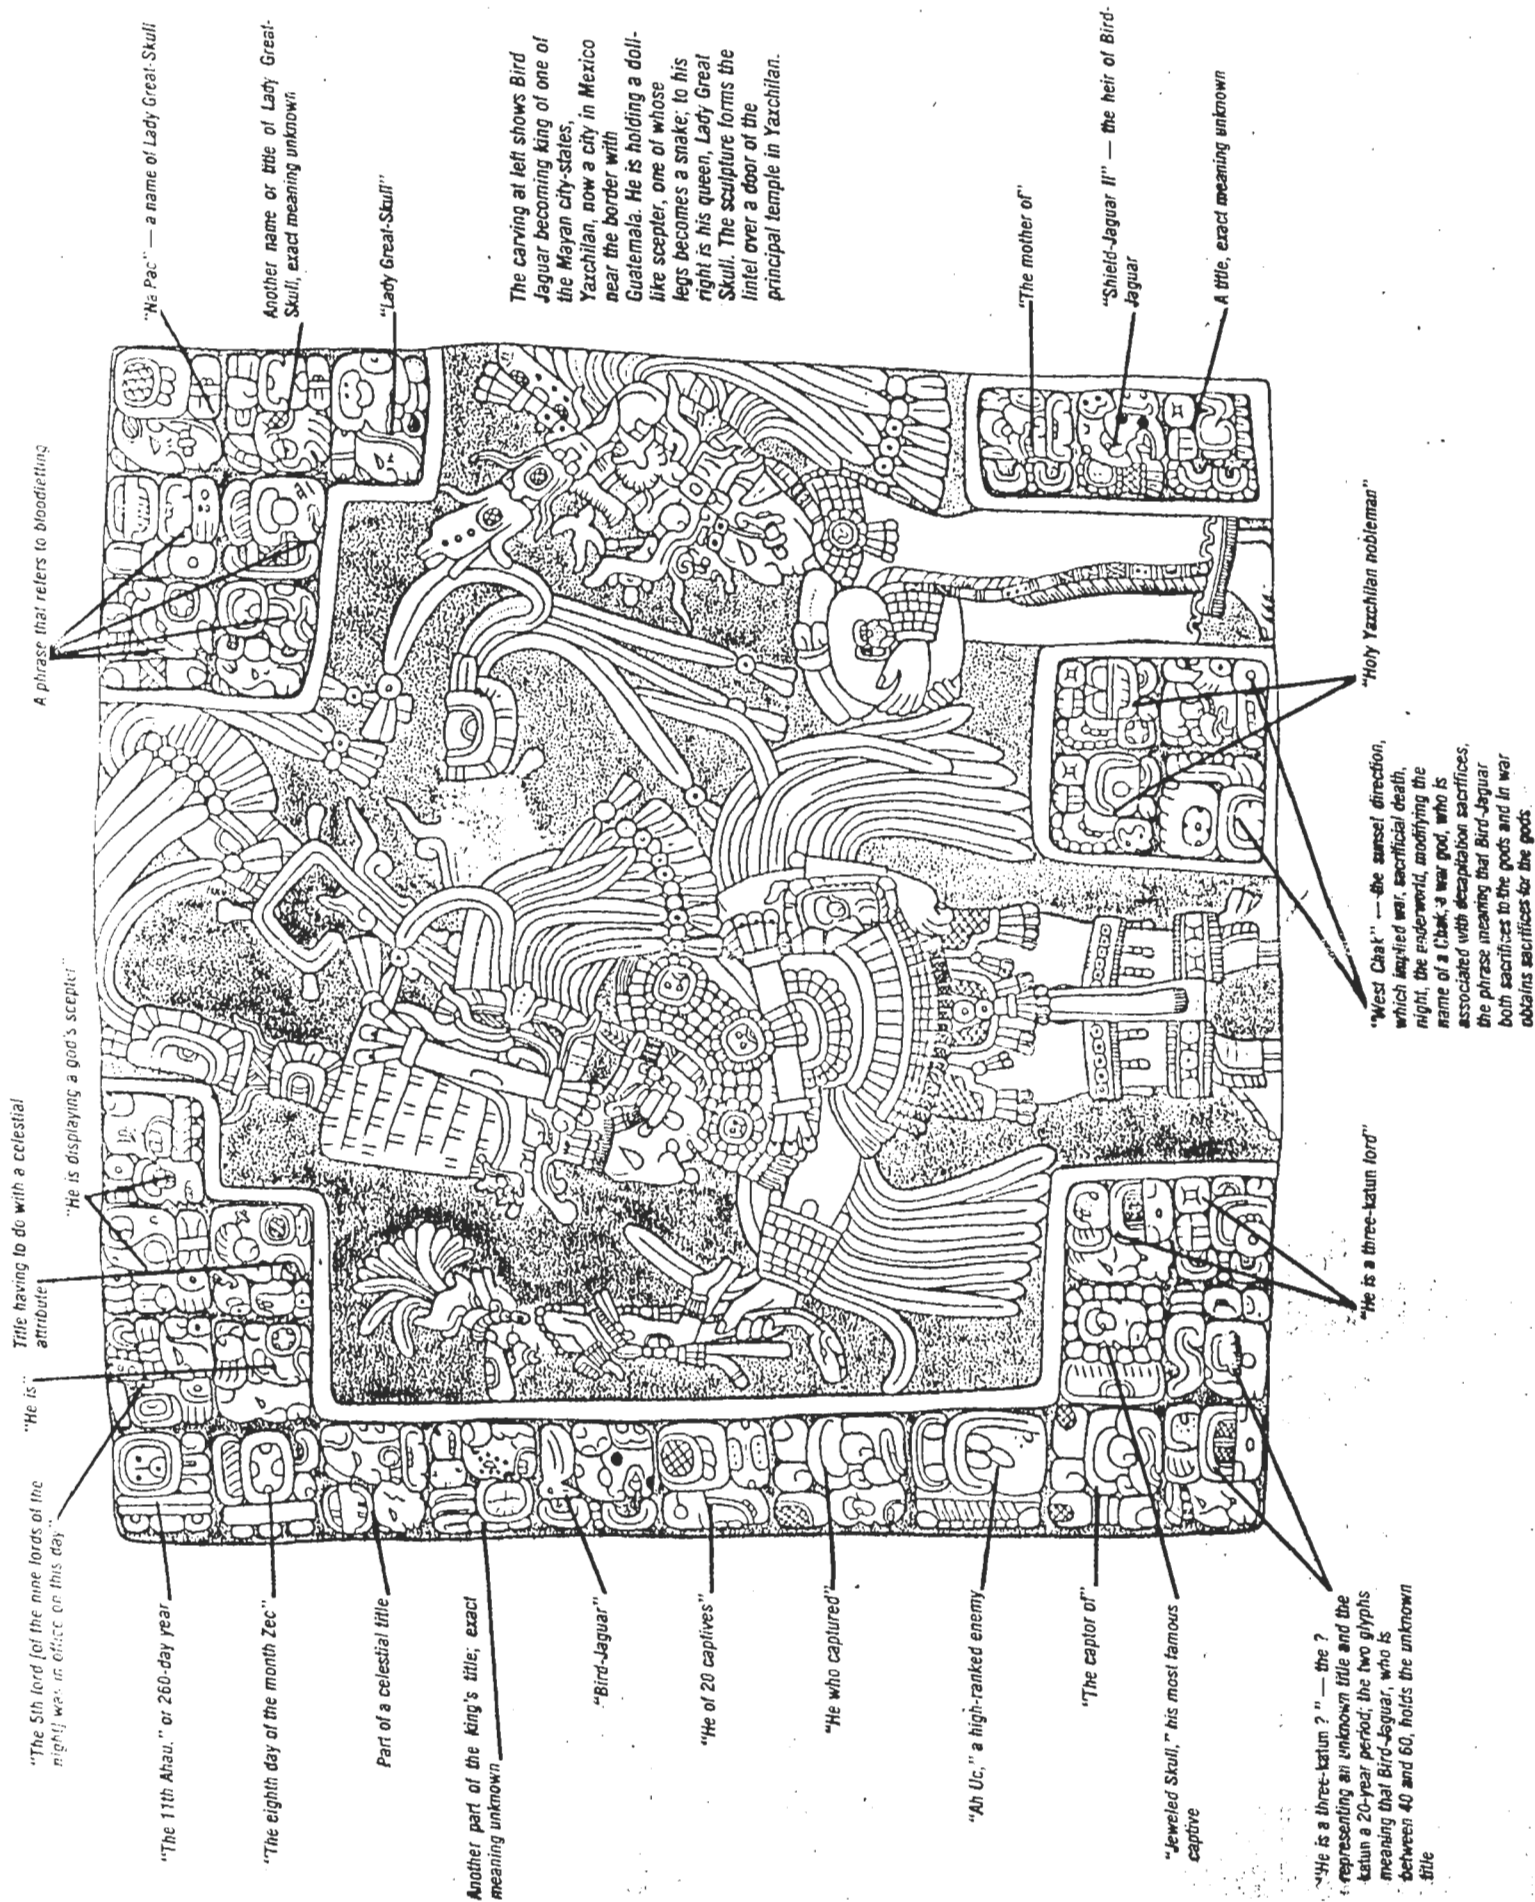 "The 5th lord [of the nine lords of the
night] was in office on this day"
"He is"
Title having to do with a celestial
attribute
"He is displaying a god's scepter"
A phrase that refers to bloodletting
"Na Pac" — a name of Lady Great-Skull
Another name or title of Lady Great-
Skull, exact meaning unknown
"Lady Great-Skull"
The carving at left shows Bird
Jaguar becoming king of one of
the Mayan city-states,
Yaxchilan, now a city in Mexico
near the border with
Guatemala. He is holding a doll-
like scepter, one of whose
legs becomes a snake; to his
right is his queen, Lady Great
Skull. The sculpture forms the
lintel over a door of the
principal temple in Yaxchilan.
"The mother of"
"Shield-Jaguar II" — the heir of Bird-
Jaguar
A title, exact meaning unknown
"The 11th Ahau." or 260-day year
"The eighth day of the month Zec"
Part of a celestial title
Another part of the king's title; exact
meaning unknown
"Bird-Jaguar"
"He of 20 captives"
"He who captured"
"Ah Uc," a high-ranked enemy
"The captor of"
"Jeweled Skull," his most famous
captive
"He is a three-katum ?" — the ?
representing an unknown title and the
katun a 20-year period; the two glyphs
meaning that Bird-Jaguar, who is
between 40 and 60, holds the unknown
title
"He is a three-katum lord"
"West Chak" — the sunset direction,
which implied war, sacrificial death,
night, the underworld, modifying the
name of a Chak, a war god, who is
associated with decapitation sacrifices,
the phrase meaning that Bird-Jaguar
both sacrifices to the gods and in war
obtains sacrifices for the gods
"Holy Yaxchilan nobleman"